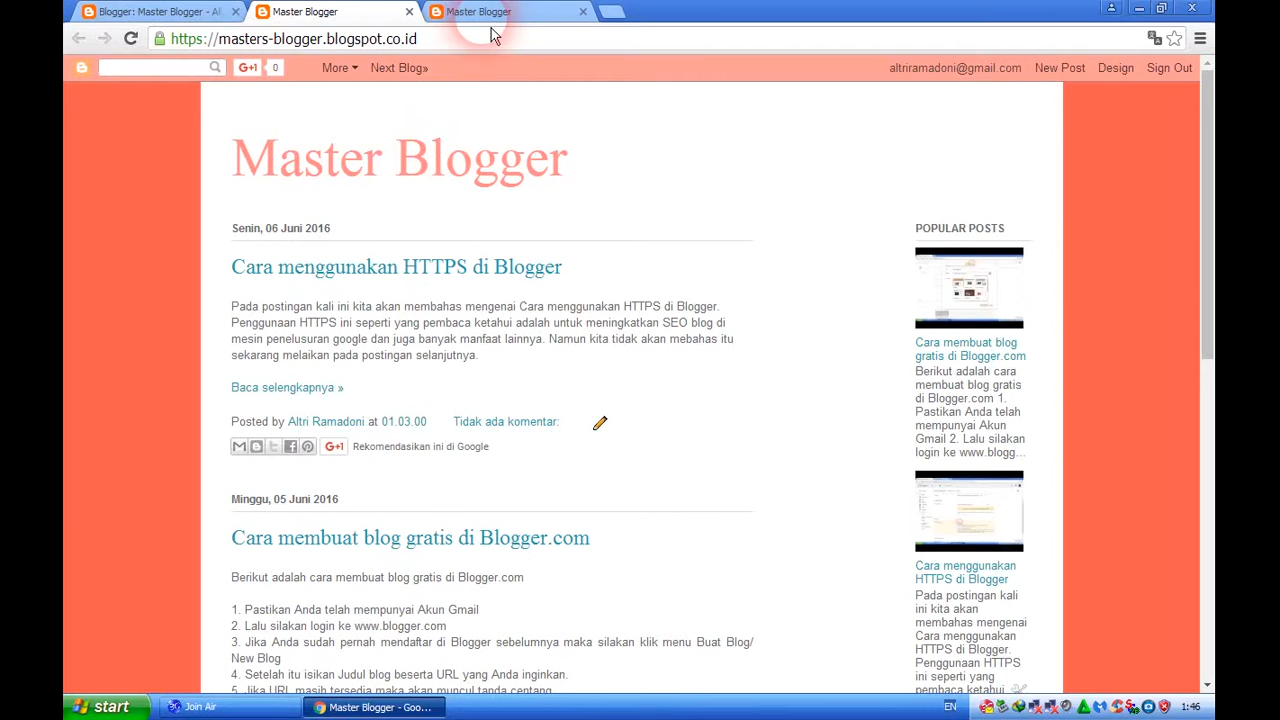 Blogger: Master Blogger - Al
Master Blogger
Master Blogger
https://masters-blogger.blogspot.co.id
G+1 0
More
Next Blog»
altriramadoni@gmail.com
New Post
Design
Sign Out
Master Blogger
Senin, 06 Juni 2016
Cara menggunakan HTTPS di Blogger
Pada postingan kali ini kita akan membahas mengenai Cara menggunakan HTTPS di Blogger.
Penggunaan HTTPS ini seperti yang pembaca ketahui adalah untuk meningkatkan SEO blog di
mesin penelusuran google dan juga banyak manfaat lainnya. Namun kita tidak akan mebahas itu
sekarang melaikan pada postingan selanjutnya.
Baca selengkapnya »
Posted by Altri Ramadoni at 01.03.00 Tidak ada komentar:
G+1 Rekomendasikan ini di Google
Minggu, 05 Juni 2016
Cara membuat blog gratis di Blogger.com
Berikut adalah cara membuat blog gratis di Blogger.com
1. Pastikan Anda telah mempunyai Akun Gmail
2. Lalu silakan login ke www.blogger.com
3. Jika Anda sudah pernah mendaftar di Blogger sebelumnya maka silakan klik menu Buat Blog/
New Blog
4. Setelah itu isikan Judul blog beserta URL yang Anda inginkan.
5. Jika URL masih tersedia maka akan muncul tanda centang
POPULAR POSTS
Cara membuat blog
gratis di Blogger.com
Berikut adalah cara
membuat blog gratis
di Blogger.com 1.
Pastikan Anda telah
mempunyai Akun
Gmail 2. Lalu silakan
login ke www.blogg...
Cara menggunakan
HTTPS di Blogger
Pada postingan kali
ini kita akan
membahas mengenai
Cara menggunakan
HTTPS di Blogger.
Penggunaan HTTPS
ini seperti yang
pembaca ketahui
start
Join Air
Master Blogger - Goo...
EN
1:46